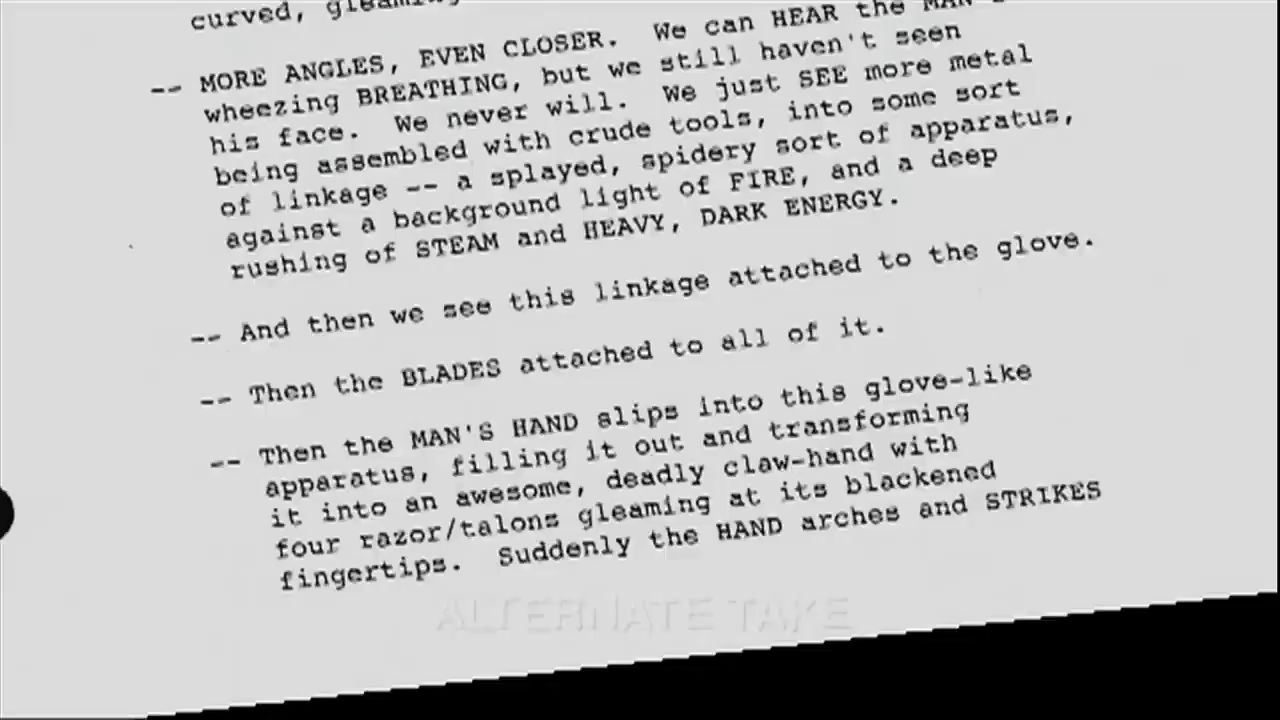 curved, gleaming
-- MORE ANGLES, EVEN CLOSER. We can HEAR the MAN'S
wheezing BREATHING, but we still haven't seen
his face. We never will. We just SEE more metal
being assembled with crude tools, into some sort
of linkage -- a splayed, spidery sort of apparatus,
against a background light of FIRE, and a deep
rushing of STEAM and HEAVY, DARK ENERGY.
-- And then we see this linkage attached to the glove.
-- Then the BLADES attached to all of it.
-- Then the MAN'S HAND slips into this glove-like
apparatus, filling it out and transforming
it into an awesome, deadly claw-hand with
four razor/talons gleaming at its blackened
fingertips. Suddenly the HAND arches and STRIKES
ALTERNATE TAKE